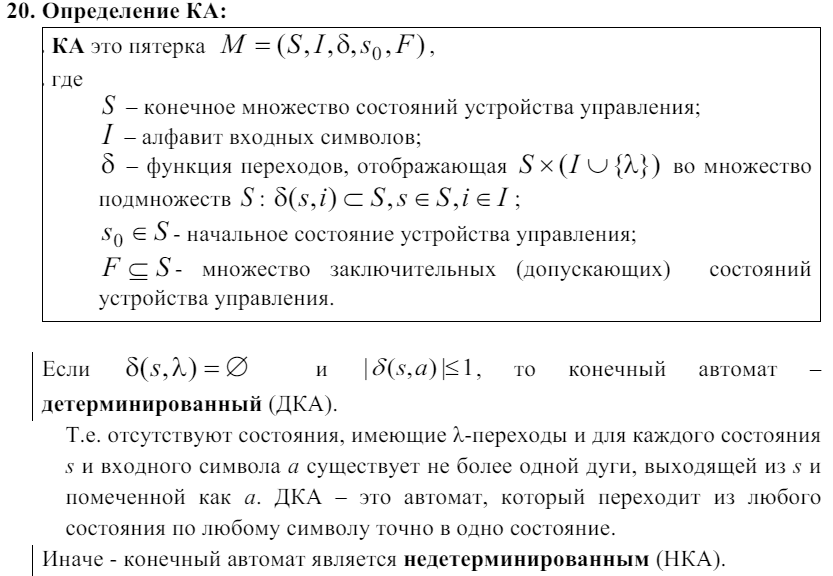 20. Определение КА:
КА это пятерка M = (S, I, δ, s₀, F),
где
S – конечное множество состояний устройства управления;
I – алфавит входных символов;
δ – функция переходов, отображающая S × (I ∪ {λ}) во множество
подмножеств S : δ(s,i) ⊂ S, s ∈ S, i ∈ I ;
s₀ ∈ S - начальное состояние устройства управления;
F ⊆ S - множество заключительных (допускающих) состояний
устройства управления.
Если δ(s,λ) = ∅ и |δ(s,a)|≤1, то конечный автомат –
детерминированный (ДКА).
Т.е. отсутствуют состояния, имеющие λ-переходы и для каждого состояния
s и входного символа a существует не более одной дуги, выходящей из s и
помеченной как a. ДКА – это автомат, который переходит из любого
состояния по любому символу точно в одно состояние.
Иначе - конечный автомат является недетерминированным (НКА).